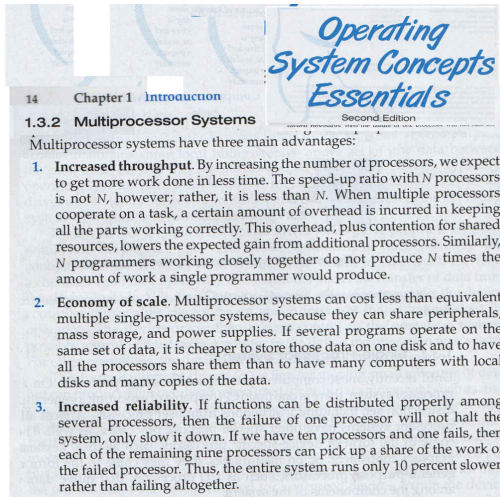 Operating
System Concepts
Essentials
Second Edition
14 Chapter 1 Introduction
1.3.2 Multiprocessor Systems
Multiprocessor systems have three main advantages:
1. Increased throughput. By increasing the number of processors, we expect
to get more work done in less time. The speed-up ratio with N processors
is not N, however; rather, it is less than N. When multiple processors
cooperate on a task, a certain amount of overhead is incurred in keeping
all the parts working correctly. This overhead, plus contention for shared
resources, lowers the expected gain from additional processors. Similarly,
N programmers working closely together do not produce N times the
amount of work a single programmer would produce.
2. Economy of scale. Multiprocessor systems can cost less than equivalent
multiple single-processor systems, because they can share peripherals,
mass storage, and power supplies. If several programs operate on the
same set of data, it is cheaper to store those data on one disk and to have
all the processors share them than to have many computers with local
disks and many copies of the data.
3. Increased reliability. If functions can be distributed properly among
several processors, then the failure of one processor will not halt the
system, only slow it down. If we have ten processors and one fails, then
each of the remaining nine processors can pick up a share of the work of
the failed processor. Thus, the entire system runs only 10 percent slower,
rather than failing altogether.